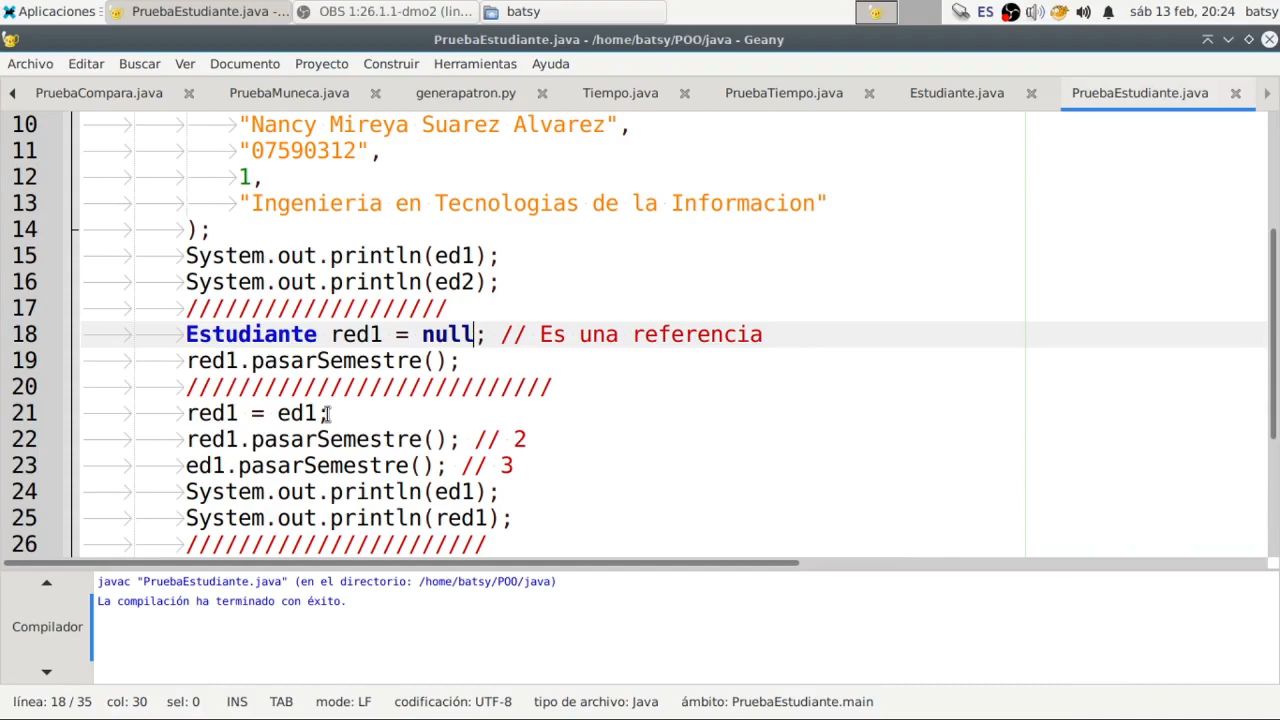 Aplicaciones PruebaEstudiante.java -... OBS 1:26.1.1-dmo2 (lin... batsy ES sáb 13 feb, 20:24 batsy
PruebaEstudiante.java - /home/batsy/POO/java - Geany
Archivo Editar Buscar Ver Documento Proyecto Construir Herramientas Ayuda
PruebaCompara.java PruebaMuneca.java generapatron.py Tiempo.java PruebaTiempo.java Estudiante.java PruebaEstudiante.java
10 "Nancy Mireya Suarez Alvarez",
11 "07590312",
12 1,
13 "Ingenieria en Tecnologias de la Informacion"
14 );
15 System.out.println(ed1);
16 System.out.println(ed2);
17 ////////////////////
18 Estudiante red1 = null; // Es una referencia
19 red1.pasarSemestre();
20 ////////////////////////////
21 red1 = ed1;
22 red1.pasarSemestre(); // 2
23 ed1.pasarSemestre(); // 3
24 System.out.println(ed1);
25 System.out.println(red1);
26 ///////////////////////
Compilador
javac "PruebaEstudiante.java" (en el directorio: /home/batsy/POO/java)
La compilación ha terminado con éxito.
línea: 18 / 35 col: 30 sel: 0 INS TAB mode: LF codificación: UTF-8 tipo de archivo: Java ámbito: PruebaEstudiante.main